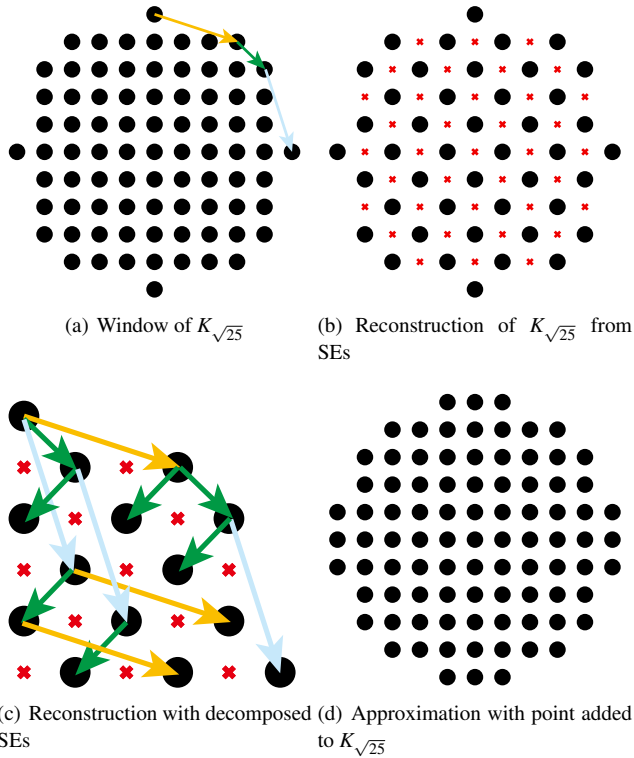 (a) Window of K√25
(b) Reconstruction of K√25 from
SEs
(c) Reconstruction with decomposed
SEs
(d) Approximation with point added
to K√25